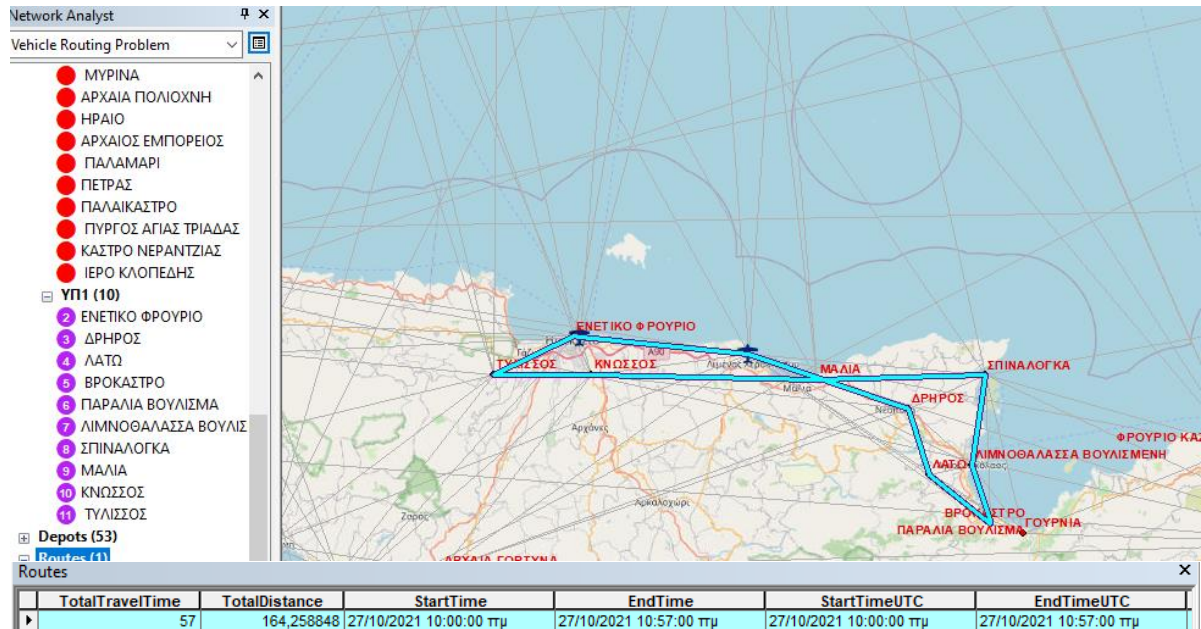 Network Analyst
Vehicle Routing Problem
ΜΥΡΙΝΑ
ΑΡΧΑΙΑ ΠΟΛΙΟΧΝΗ
ΗΡΑΙΟ
ΑΡΧΑΙΟΣ ΕΜΠΟΡΕΙΟΣ
ΠΑΛΑΜΑΡΙ
ΠΕΤΡΑΣ
ΠΑΛΑΙΚΑΣΤΡΟ
ΠΥΡΓΟΣ ΑΓΙΑΣ ΤΡΙΑΔΑΣ
ΚΑΣΤΡΟ ΝΕΡΑΝΤΖΙΑΣ
ΙΕΡΟ ΚΛΟΠΕΔΗΣ
ΥΠ1 (10)
2 ΕΝΕΤΙΚΟ ΦΡΟΥΡΙΟ
3 ΔΡΗΡΟΣ
4 ΛΑΤΩ
5 ΒΡΟΚΑΣΤΡΟ
6 ΠΑΡΑΛΙΑ ΒΟΥΛΙΣΜΑ
7 ΛΙΜΝΟΘΑΛΑΣΣΑ ΒΟΥΛΙΣ
8 ΣΠΙΝΑΛΟΓΚΑ
9 ΜΑΛΙΑ
10 ΚΝΩΣΣΟΣ
11 ΤΥΛΙΣΣΟΣ
Depots (53)
Routes (1)
ΕΝΕΤΙΚΟ ΦΡΟΥΡΙΟ
A90
ΤΥΛΙΣΣΟΣ
ΚΝΩΣΣΟΣ
ΜΑΛΙΑ
Μάλια
ΣΠΙΝΑΛΟΓΚΑ
ΔΡΗΡΟΣ
Αρχάνες
ΦΡΟΥΡΙΟ ΚΑΖ
ΛΙΜΝΟΘΑΛΑΣΣΑ ΒΟΥΛΙΣΜΕΝΗ
ΛΑΤΩ
Αρκαλοχώρι
Ζαρός
ΒΡΟΚΑΣΤΡΟ
ΓΟΥΡΝΙΑ
ΠΑΡΑΛΙΑ ΒΟΥΛΙΣΜΑ
ΑΡΧΑΙΑ ΓΟΡΤΥΝΑ
Routes
TotalTravelTime TotalDistance StartTime EndTime StartTimeUTC EndTimeUTC
57 164,258848 27/10/2021 10:00:00 πμ 27/10/2021 10:57:00 πμ 27/10/2021 10:00:00 πμ 27/10/2021 10:57:00 πμ